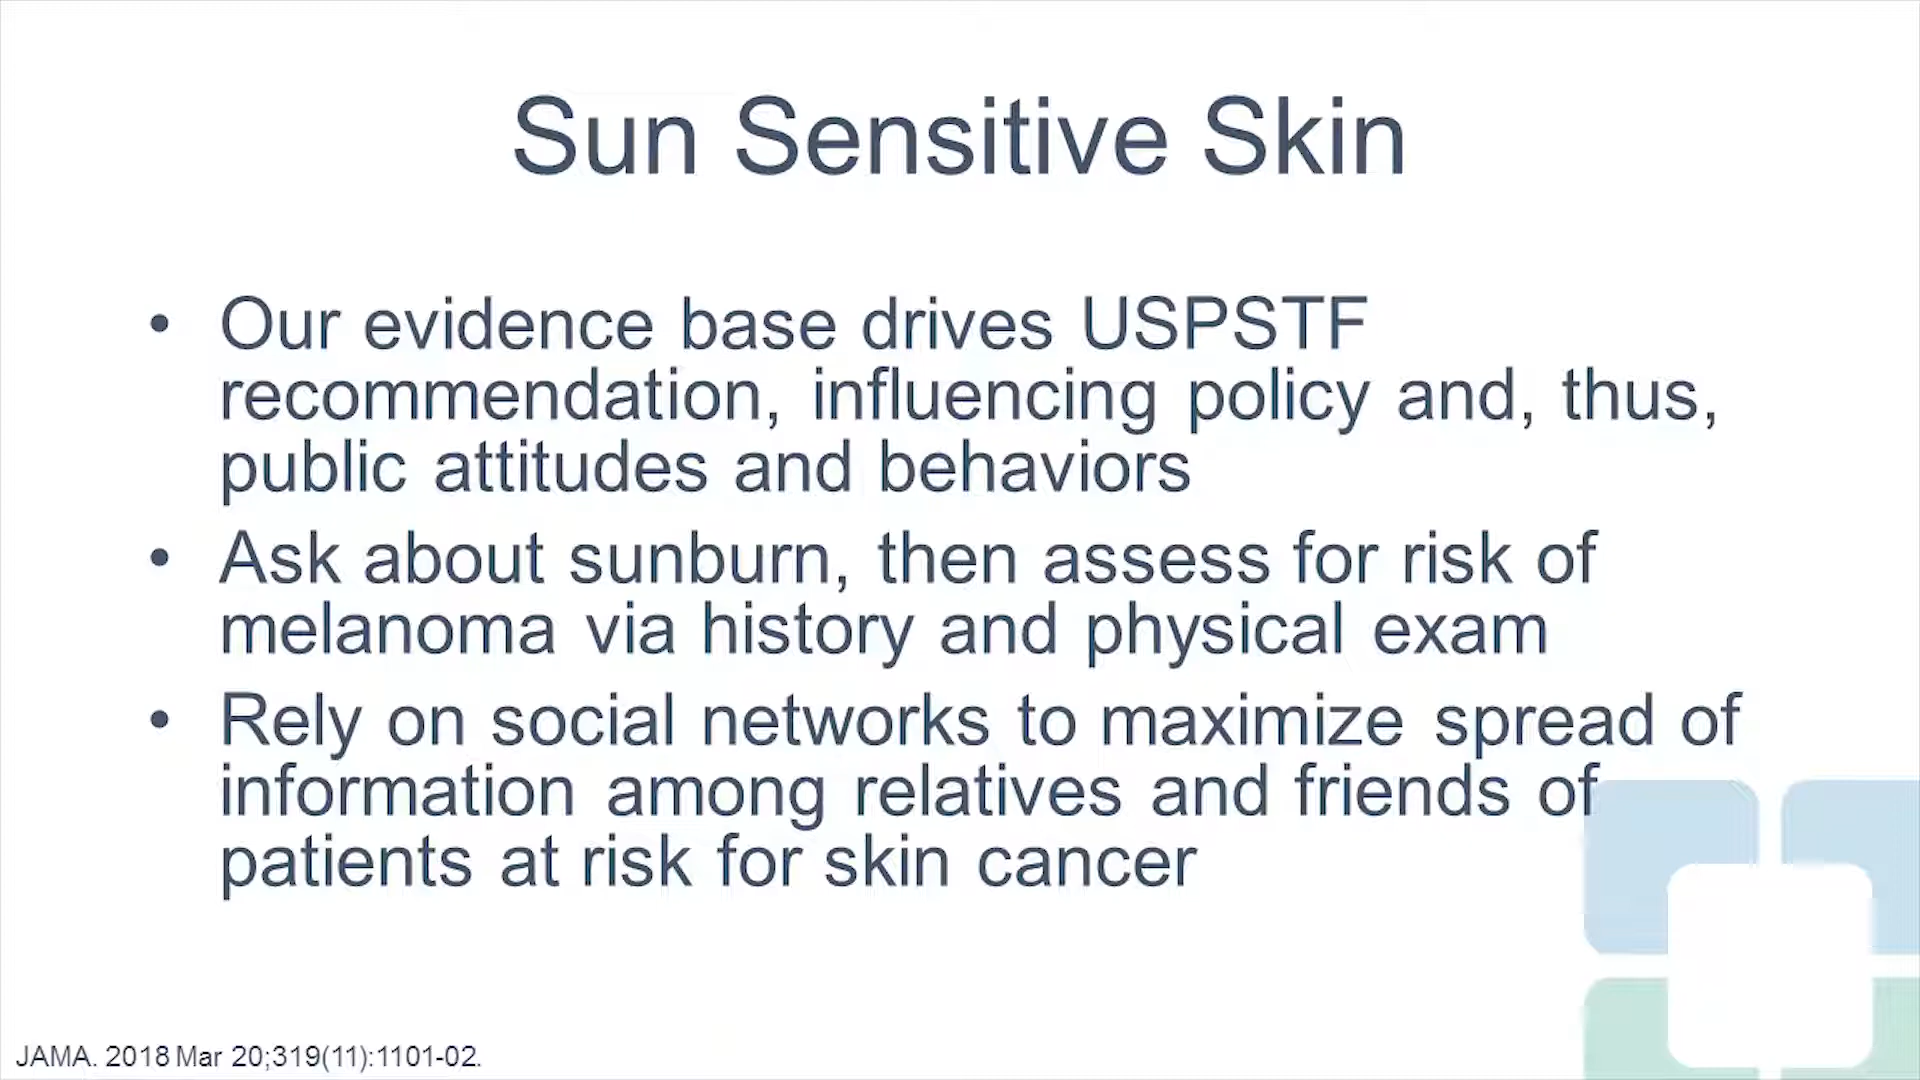 Sun Sensitive Skin
• Our evidence base drives USPSTF
recommendation, influencing policy and, thus,
public attitudes and behaviors
• Ask about sunburn, then assess for risk of
melanoma via history and physical exam
• Rely on social networks to maximize spread of
information among relatives and friends of
patients at risk for skin cancer
JAMA. 2018 Mar 20;319(11):1101-02.